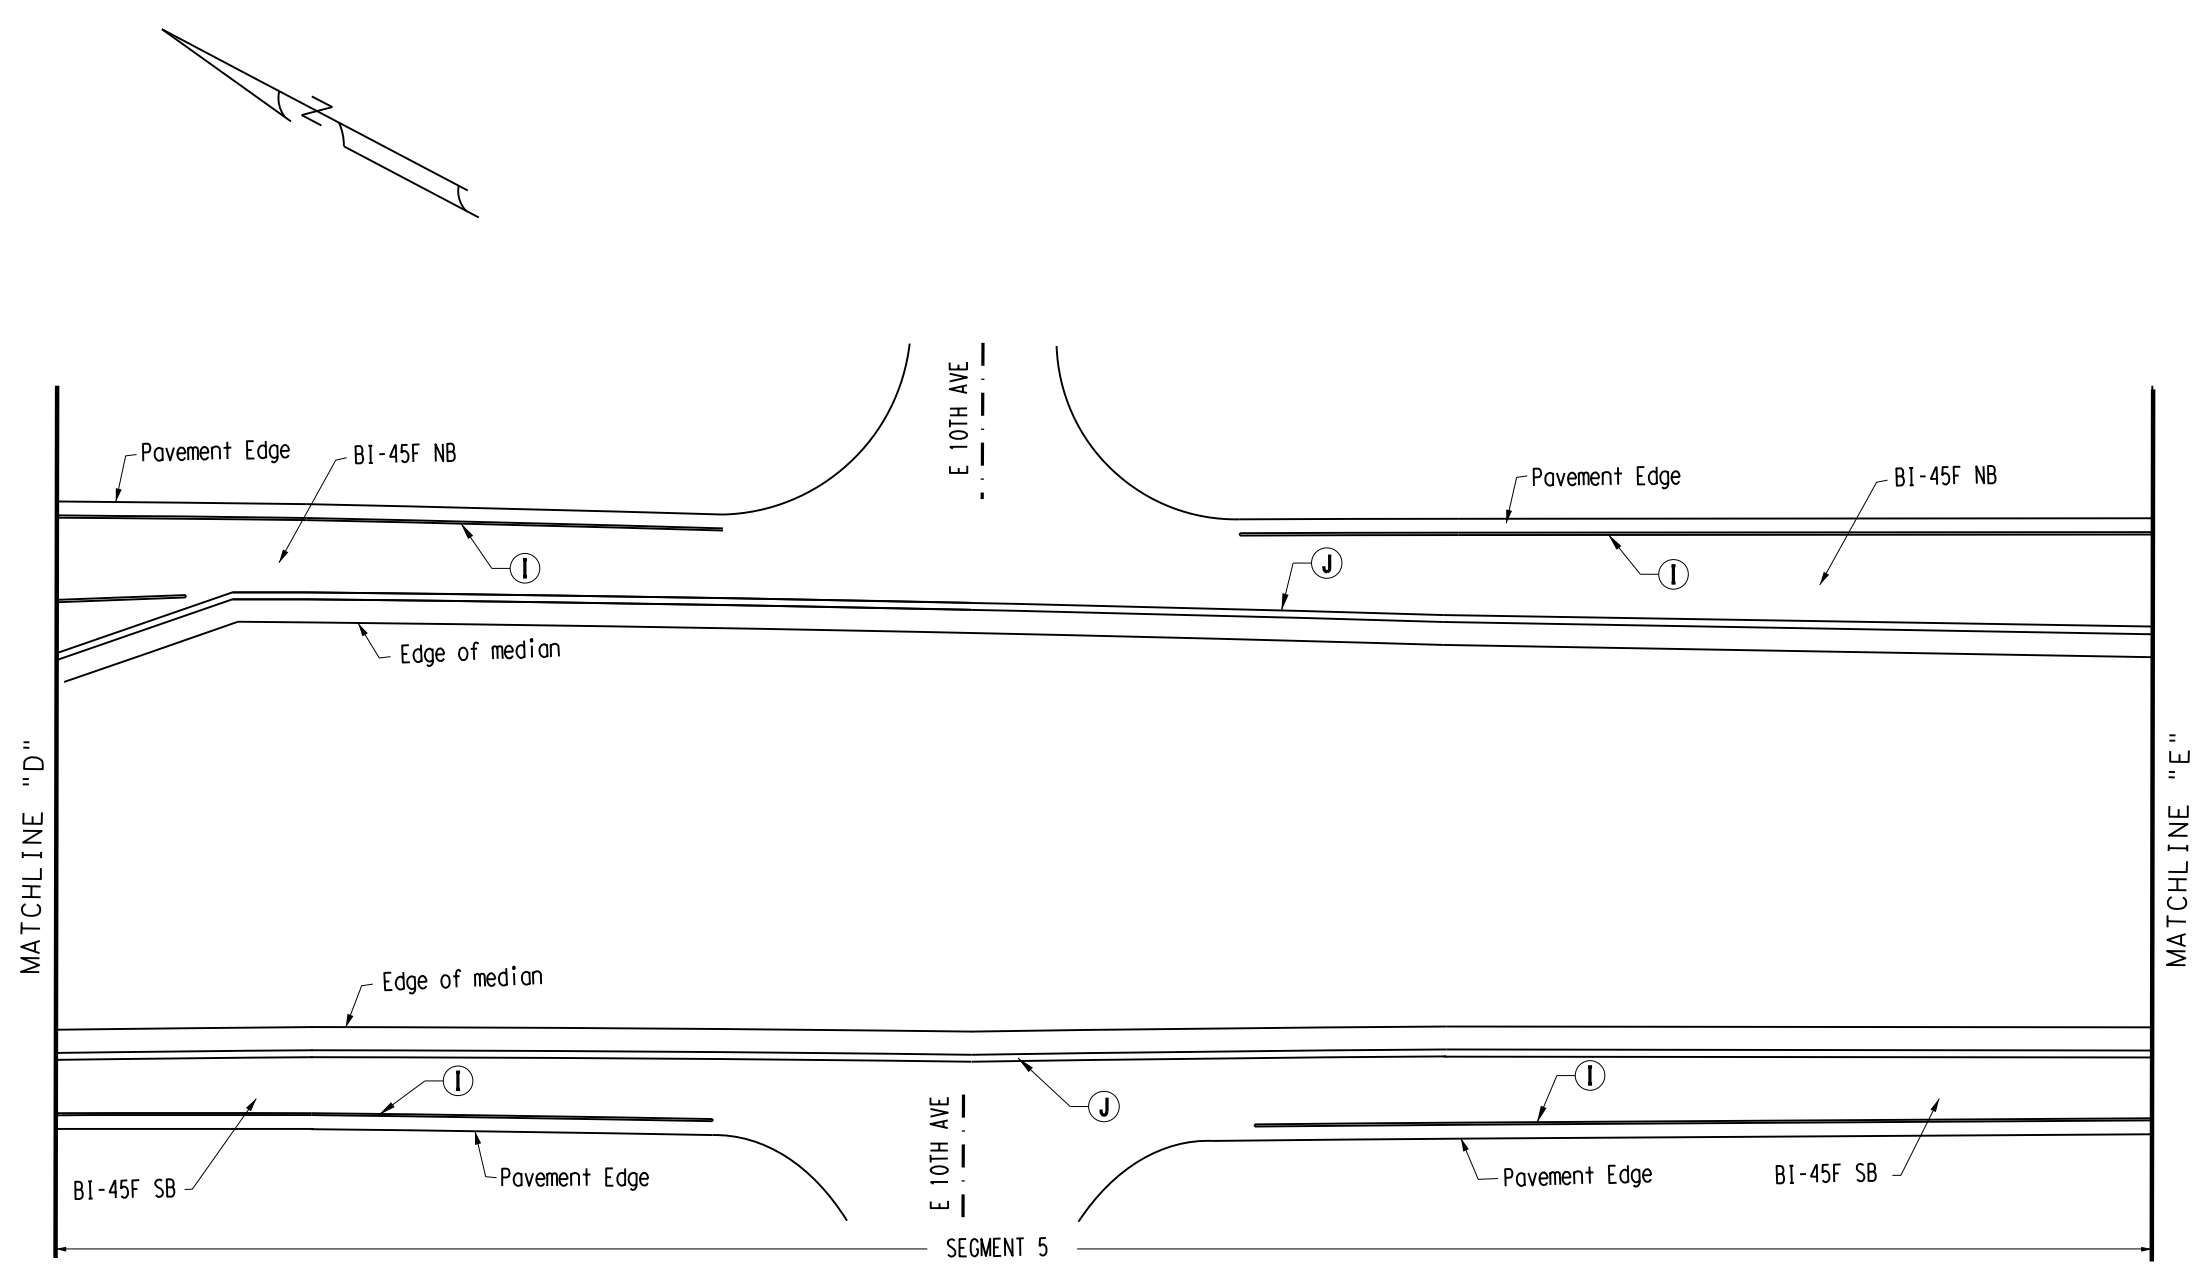 N
E 10TH AVE
Pavement Edge
BI-45F NB
Pavement Edge
BI-45F NB
I
J
I
Edge of median
MATCHLINE "D"
MATCHLINE "E"
Edge of median
I
I
J
E 10TH AVE
BI-45F SB
Pavement Edge
Pavement Edge
BI-45F SB
SEGMENT 5